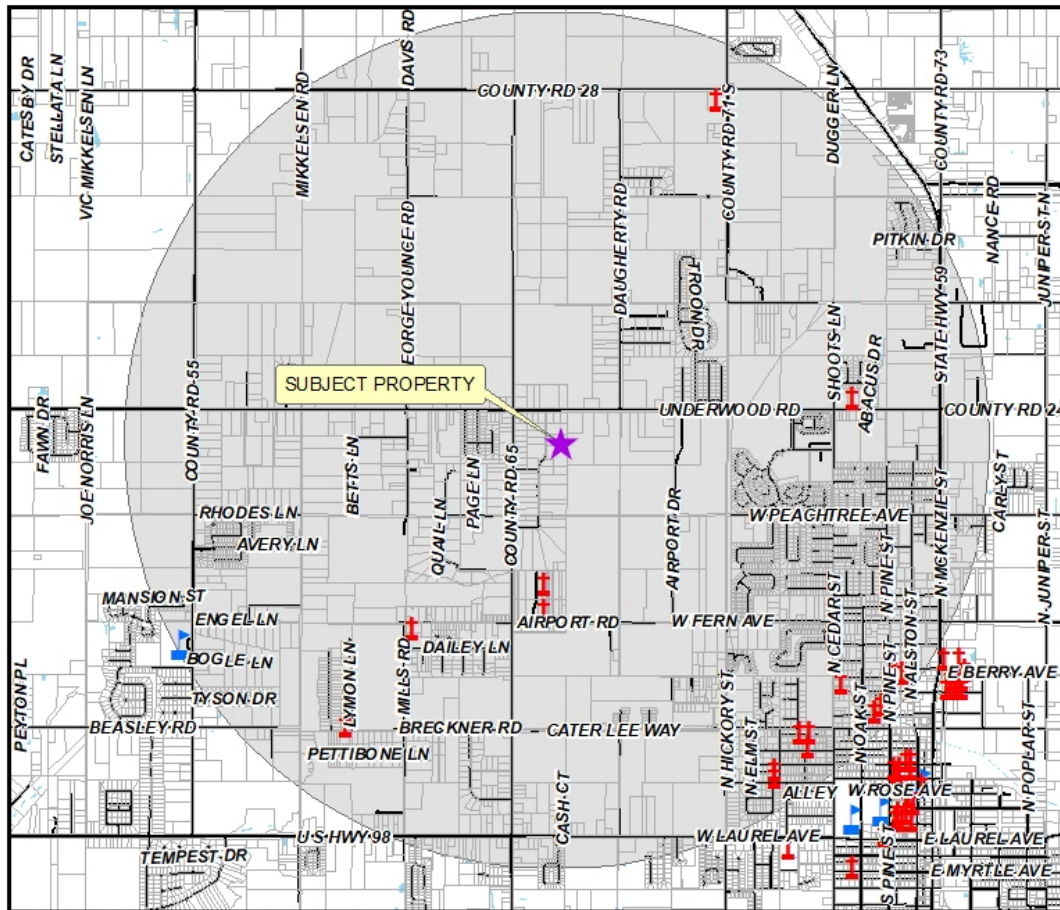 CATESBY DR
STELLATA LN
VIC MIKKELSEN LN
MIKKELSEN RD
DAVIS RD
COUNTY RD 28
COUNTY RD 71 S
DUGGER LN
COUNTY RD 73
NANCE RD
JUNIPER ST N
PITKIN DR
DAUGHERTY RD
TROON DR
EORGE YOUNCE RD
STATE HWY 59
SHOOTS LN
ABACUS DR
SUBJECT PROPERTY
UNDERWOOD RD
COUNTY RD 24
FAWN DR
JOE NORRIS LN
COUNTY RD 55
BETTS LN
QUAIL LN
PAGE LN
COUNTY RD 65
AIRPORT DR
CARLY ST
RHODES LN
AVERY LN
W PEACHTREE AVE
N MCKENZIE ST
N PINE ST
N JUNIPER ST
MANSION ST
ENGEL LN
AIRPORT RD
W FERN AVE
N CEDAR ST
N ALSTON ST
BOGLE LN
DAILEY LN
E BERRY AVE
TYSON DR
LYMON LN
MILLS RD
N PINE ST
N OAK ST
PEYTON PL
BEASLEY RD
BRECKNER RD
CATER LEE WAY
N HICKORY ST
N ELM ST
N POPLAR ST
PETTIBONE LN
ALLEY
W ROSE AVE
CASH CT
U S HWY 98
W LAUREL AVE
E LAUREL AVE
TEMPEST DR
S PINE ST
E MYRTLE AVE